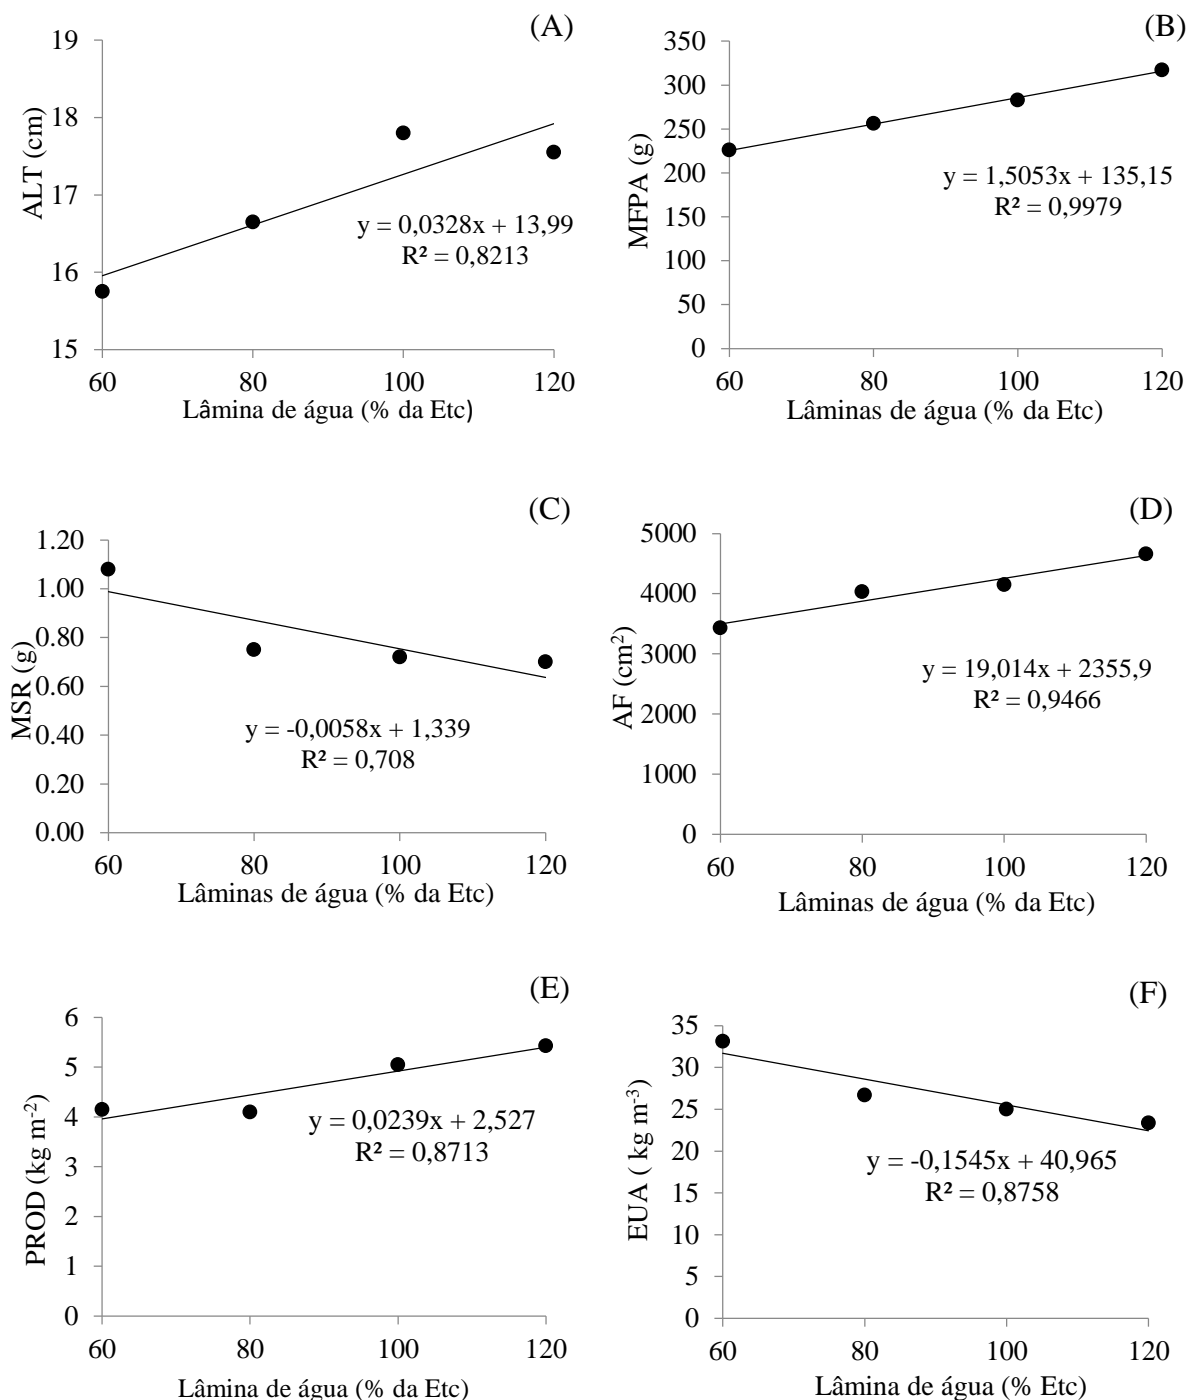 (A)
19
18
17
16
15
ALT (cm)
y = 0,0328x + 13,99
R² = 0,8213
60 80 100 120
Lâmina de água (% da Etc)
(B)
350
300
250
200
150
100
50
0
MFPA (g)
y = 1,5053x + 135,15
R² = 0,9979
60 80 100 120
Lâminas de água (% da Etc)
(C)
1.20
1.00
0.80
0.60
0.40
0.20
0.00
MSR (g)
y = -0,0058x + 1,339
R² = 0,708
60 80 100 120
Lâminas de água (% da Etc)
(D)
5000
4000
3000
2000
1000
0
AF (cm²)
y = 19,014x + 2355,9
R² = 0,9466
60 80 100 120
Lâminas de água (% da Etc)
(E)
6
5
4
3
2
1
0
PROD (kg m⁻²)
y = 0,0239x + 2,527
R² = 0,8713
60 80 100 120
Lâmina de água (% da Etc)
(F)
35
30
25
20
15
10
5
0
EUA ( kg m⁻³)
y = -0,1545x + 40,965
R² = 0,8758
60 80 100 120
Lâmina de água (% Etc)